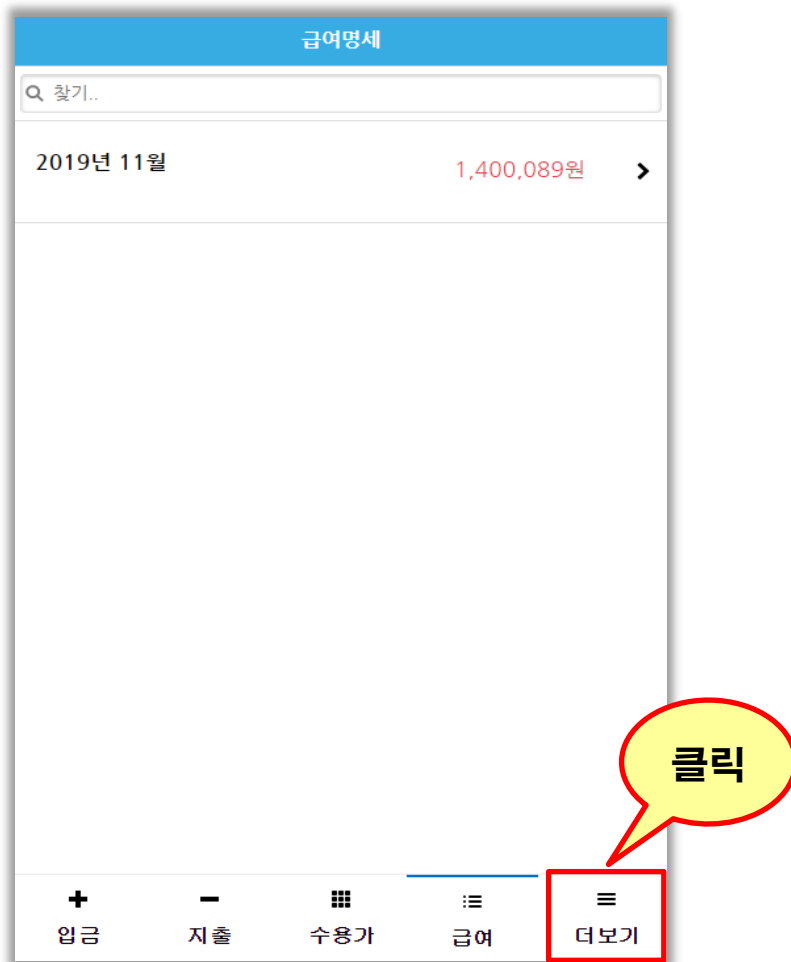 급여명세
찾기..
2019년 11월
1,400,089원
클릭
입금 지출 수용가 급여 더보기